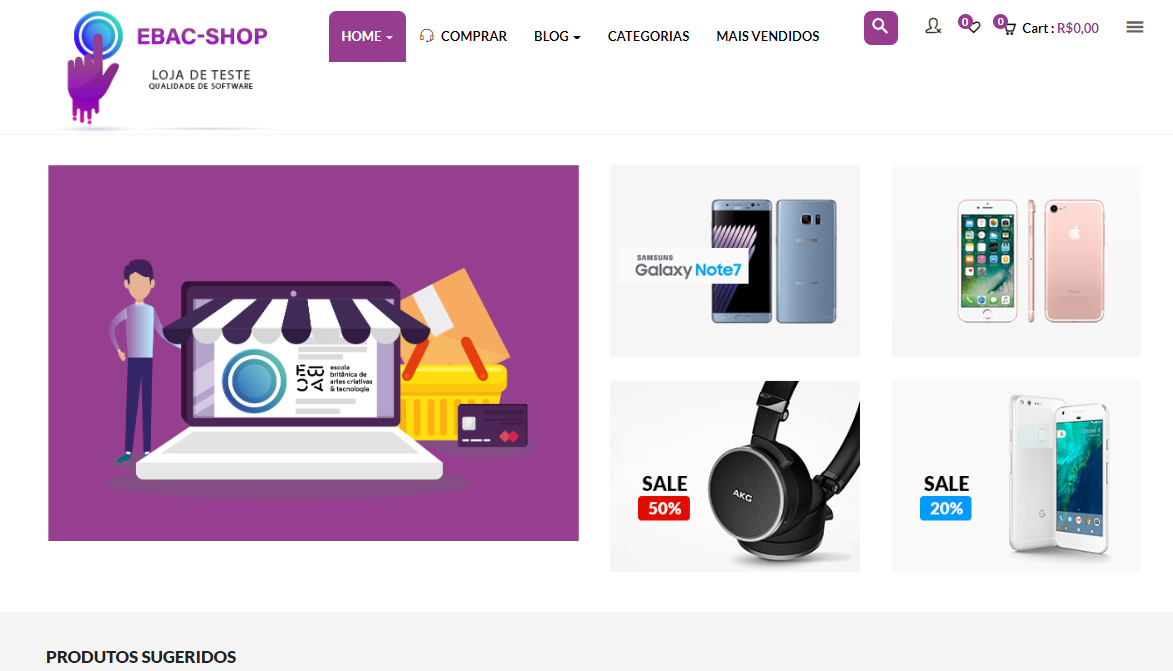 EBAC-SHOP
LOJA DE TESTE
QUALIDADE DE SOFTWARE
HOME
COMPRAR
BLOG
CATEGORIAS
MAIS VENDIDOS
0
0
Cart : R$0,00
EBAC
escola
britânica de
artes criativas
& tecnologia
SAMSUNG
Galaxy Note7
SALE
50%
AKG
SALE
20%
G
PRODUTOS SUGERIDOS